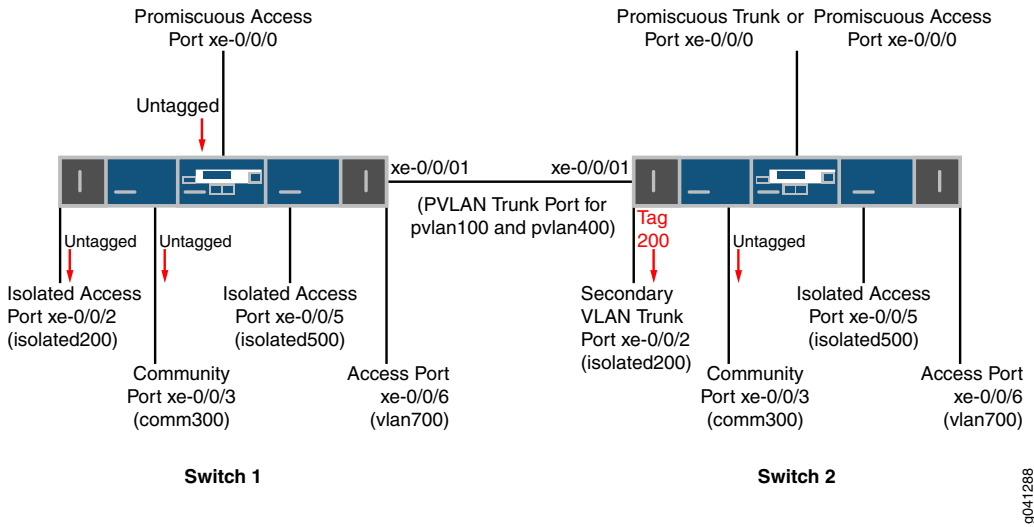 Promiscuous Access
Port xe-0/0/0
Promiscuous Trunk or
Port xe-0/0/0
Promiscuous Access
Port xe-0/0/0
Untagged
xe-0/0/01
xe-0/0/01
(PVLAN Trunk Port for
pvlan100 and pvlan400)
Untagged
Untagged
Tag
200
Untagged
Isolated Access
Port xe-0/0/2
(isolated200)
Isolated Access
Port xe-0/0/5
(isolated500)
Secondary
VLAN Trunk
Port xe-0/0/2
(isolated200)
Isolated Access
Port xe-0/0/5
(isolated500)
Community
Port xe-0/0/3
(comm300)
Access Port
xe-0/0/6
(vlan700)
Community
Port xe-0/0/3
(comm300)
Access Port
xe-0/0/6
(vlan700)
Switch 1
Switch 2
g041288